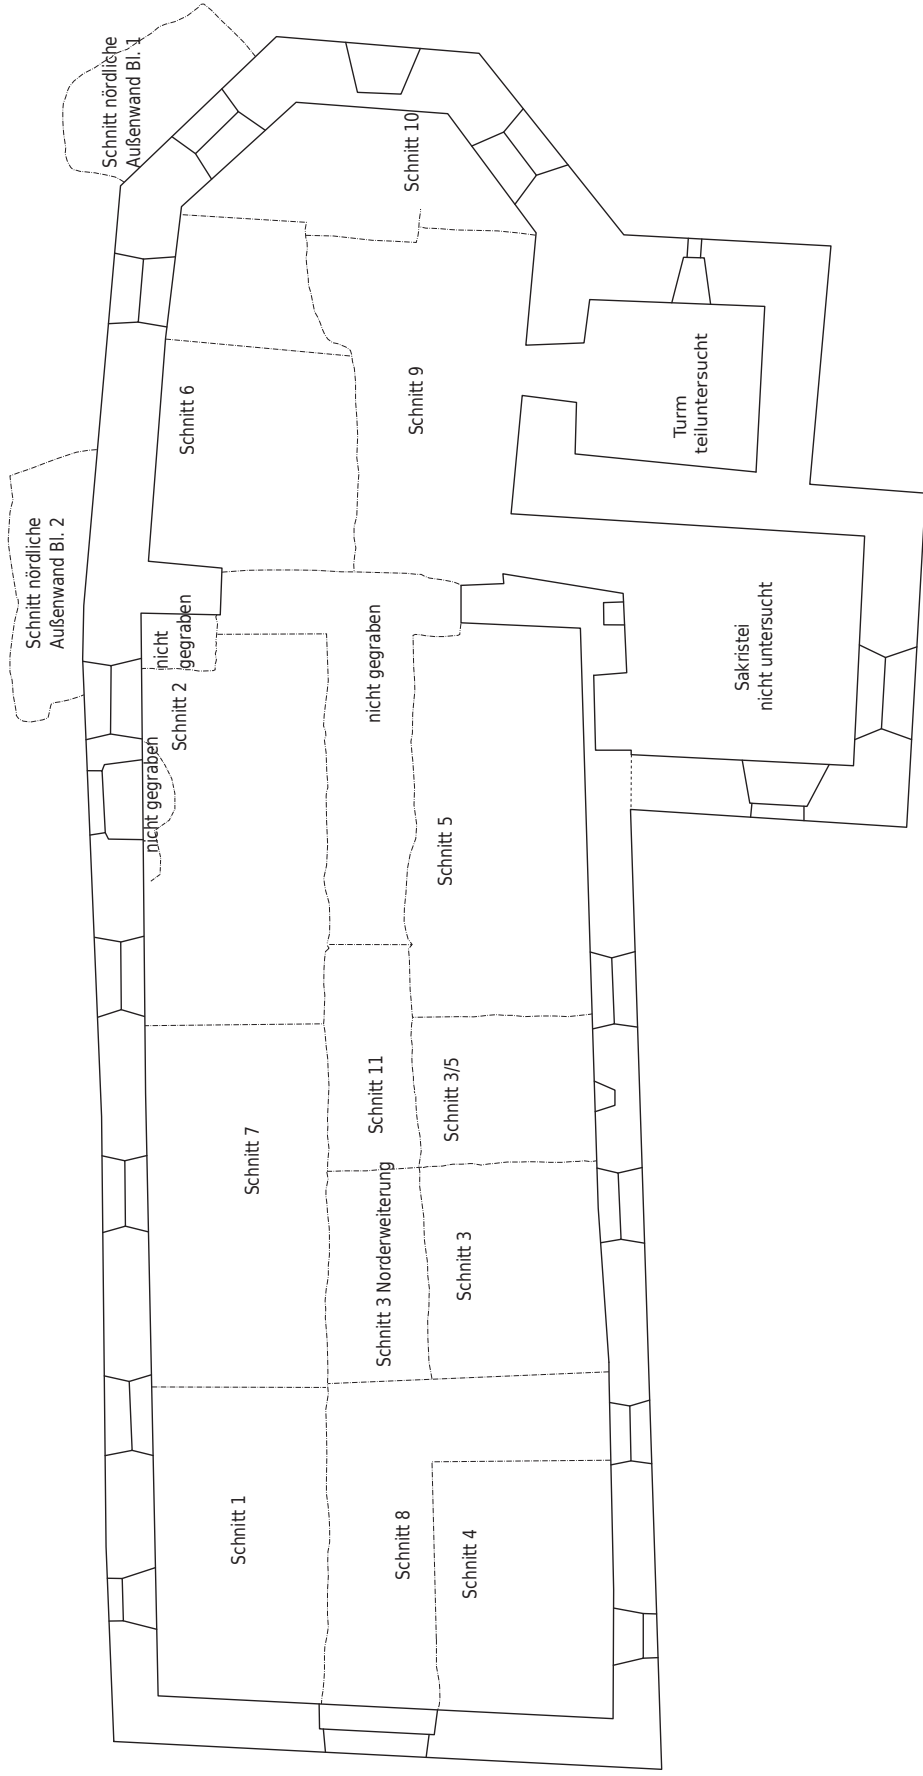 Schnitt nördliche
Außenwand Bl. 1
Schnitt 10
Schnitt 6
Schnitt 9
Turm
teiluntersucht
Schnitt nördliche
Außenwand Bl. 2
nicht
gegraben
nicht gegraben
Sakristei
nicht untersucht
Schnitt 2
nicht gegraben
Schnitt 5
Schnitt 7
Schnitt 11
Schnitt 3/5
Schnitt 3 Norderweiterung
Schnitt 3
Schnitt 1
Schnitt 8
Schnitt 4